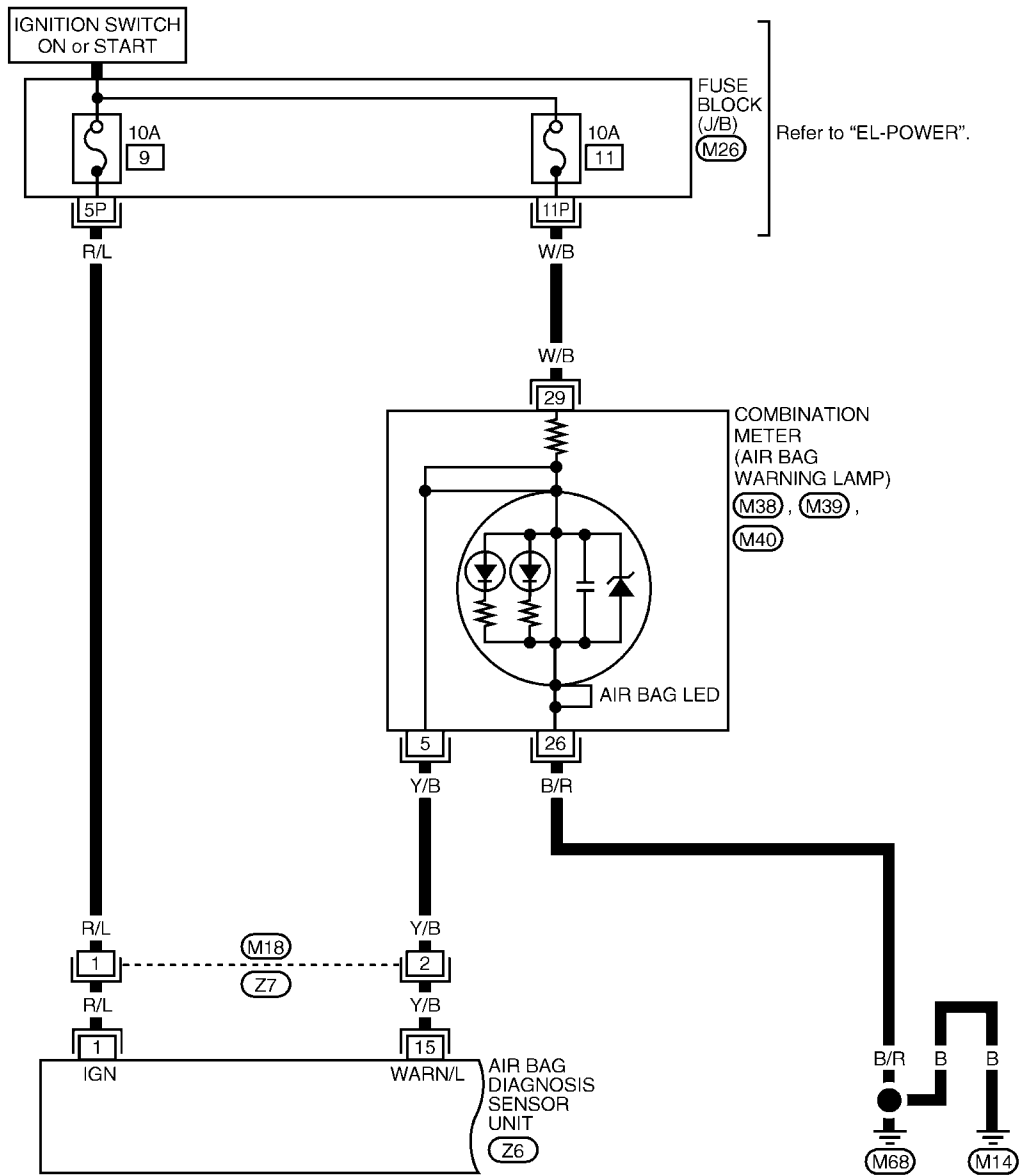 IGNITION SWITCH
ON or START
FUSE
BLOCK
(J/B)
M26
Refer to “EL-POWER”.
10A
9
10A
11
5P
11P
R/L
W/B
W/B
29
COMBINATION
METER
(AIR BAG
WARNING LAMP)
M38 , M39 ,
M40
AIR BAG LED
5
26
Y/B
B/R
R/L
Y/B
M18
1
2
Z7
R/L
Y/B
1
15
IGN
WARN/L
AIR BAG
DIAGNOSIS
SENSOR
UNIT
Z6
B/R
B
B
M68
M14